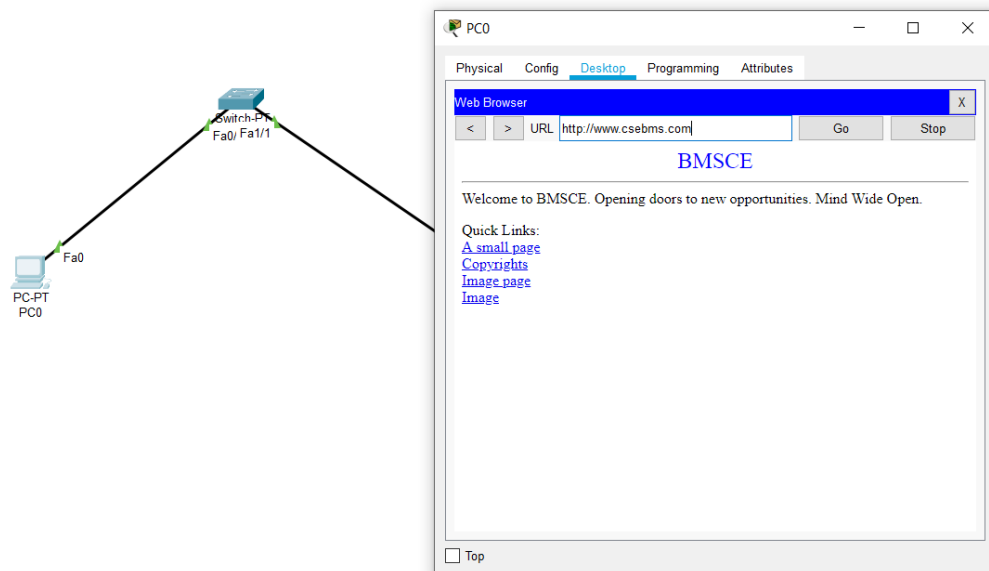 Switch-PT
Fa0/ Fa1/1
Fa0
PC-PT
PC0
PC0
Physical Config Desktop Programming Attributes
Web Browser X
< > URL http://www.csebms.com Go Stop
BMSCE
Welcome to BMSCE. Opening doors to new opportunities. Mind Wide Open.
Quick Links:
A small page
Copyrights
Image page
Image
Top